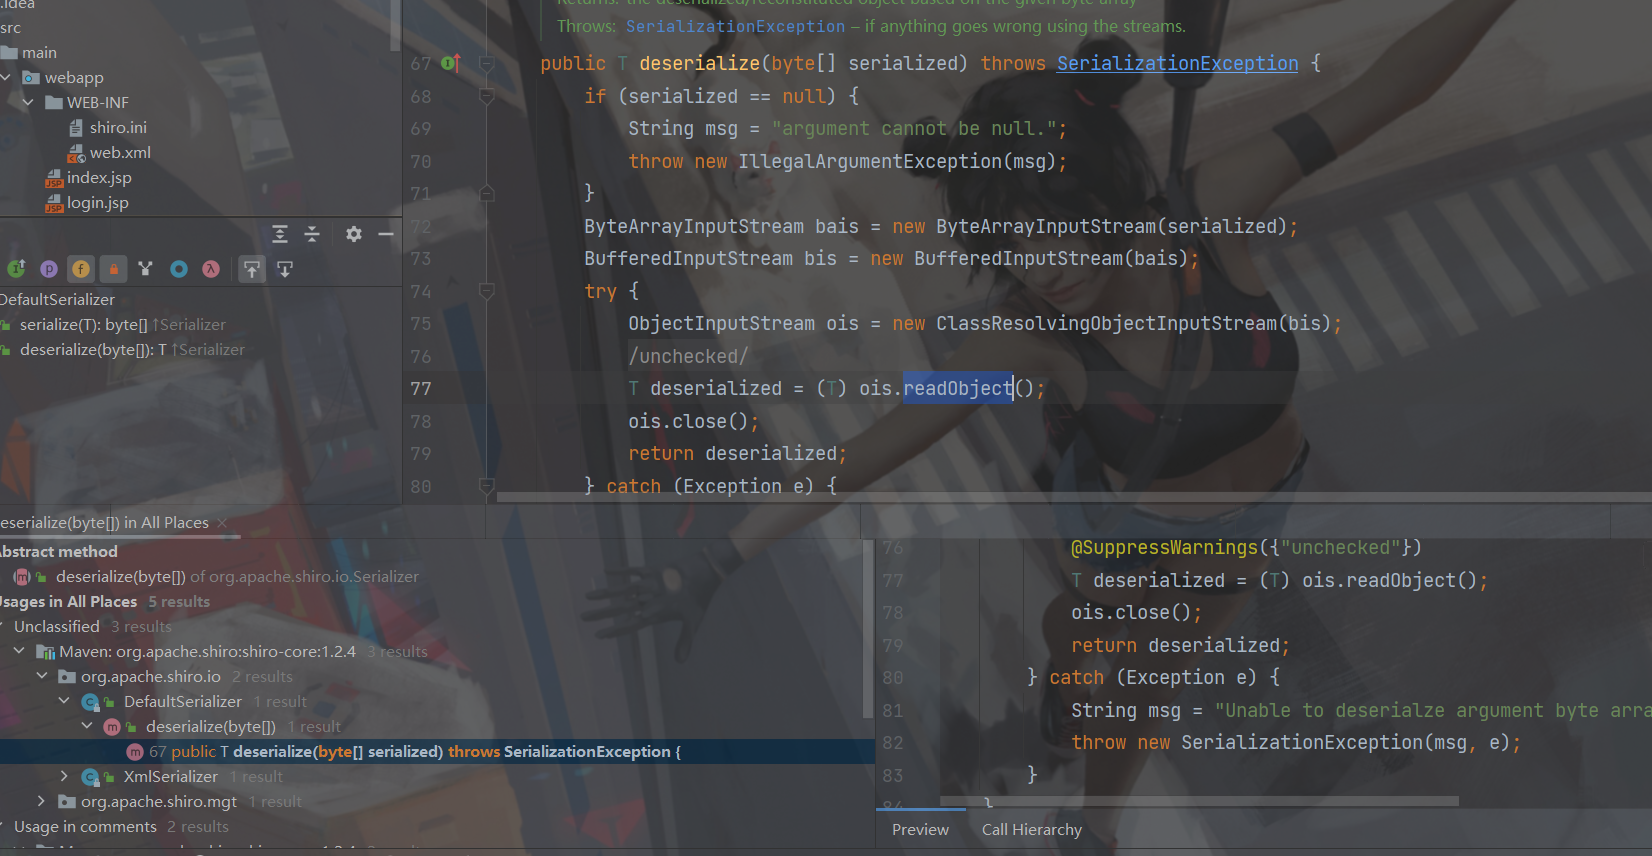 .idea
src
main
webapp
WEB-INF
shiro.ini
web.xml
index.jsp
login.jsp
DefaultSerializer
serialize(T): byte[] ↑Serializer
deserialize(byte[]): T ↑Serializer
Returns: the deserialized/reconstituted object based on the given byte array
Throws: SerializationException – if anything goes wrong using the streams.
67 public T deserialize(byte[] serialized) throws SerializationException {
68 if (serialized == null) {
69 String msg = "argument cannot be null.";
70 throw new IllegalArgumentException(msg);
71 }
72 ByteArrayInputStream bais = new ByteArrayInputStream(serialized);
73 BufferedInputStream bis = new BufferedInputStream(bais);
74 try {
75 ObjectInputStream ois = new ClassResolvingObjectInputStream(bis);
76 /unchecked/
77 T deserialized = (T) ois.readObject();
78 ois.close();
79 return deserialized;
80 } catch (Exception e) {
eserialize(byte[]) in All Places ×
Abstract method
deserialize(byte[]) of org.apache.shiro.io.Serializer
Usages in All Places 5 results
Unclassified 3 results
Maven: org.apache.shiro:shiro-core:1.2.4 3 results
org.apache.shiro.io 2 results
DefaultSerializer 1 result
deserialize(byte[]) 1 result
67 public T deserialize(byte[] serialized) throws SerializationException {
XmlSerializer 1 result
org.apache.shiro.mgt 1 result
Usage in comments 2 results
76 @SuppressWarnings({"unchecked"})
77 T deserialized = (T) ois.readObject();
78 ois.close();
79 return deserialized;
80 } catch (Exception e) {
81 String msg = "Unable to deserialze argument byte arra
82 throw new SerializationException(msg, e);
83 }
84 }
Preview Call Hierarchy